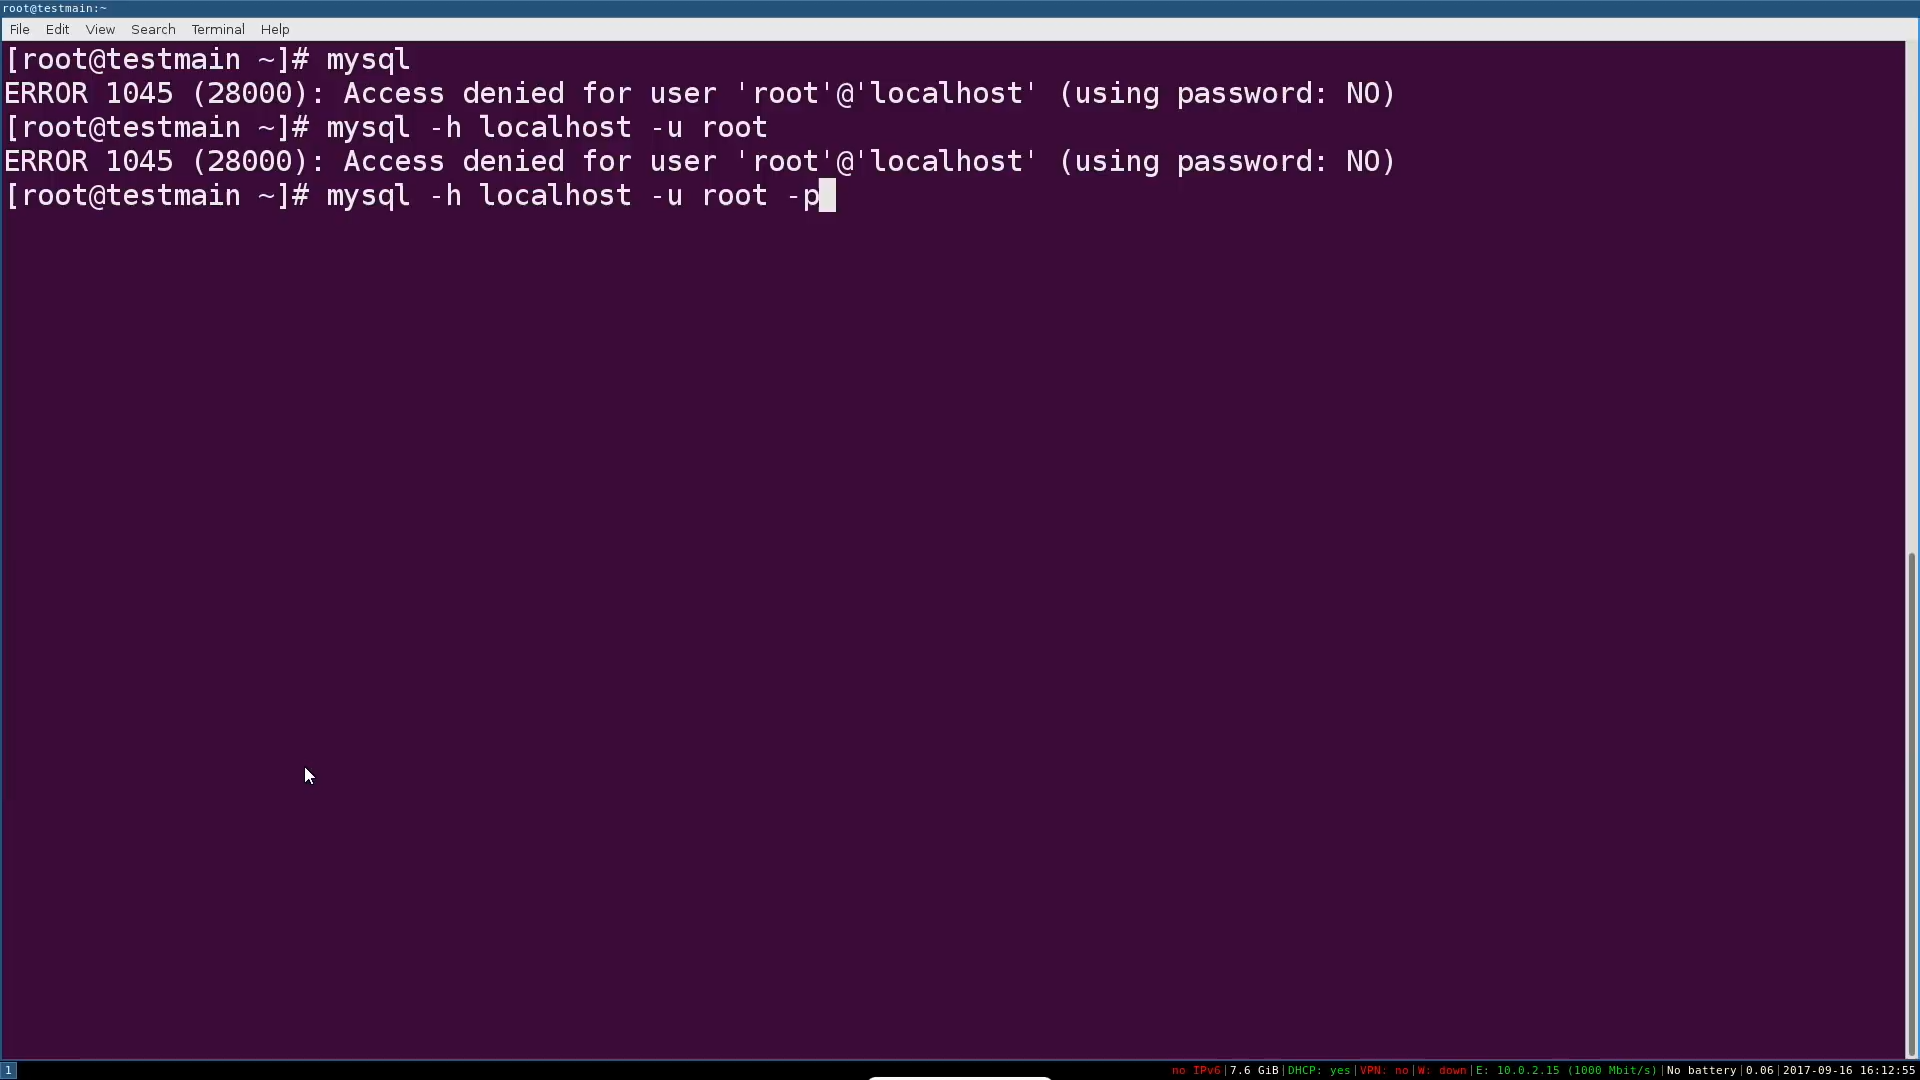 root@testmain:~
File Edit View Search Terminal Help
[root@testmain ~]# mysql
ERROR 1045 (28000): Access denied for user 'root'@'localhost' (using password: NO)
[root@testmain ~]# mysql -h localhost -u root
ERROR 1045 (28000): Access denied for user 'root'@'localhost' (using password: NO)
[root@testmain ~]# mysql -h localhost -u root -p
1 no IPv6|7.6 GiB|DHCP: yes|VPN: no|W: down|E: 10.0.2.15 (1000 Mbit/s)|No battery|0.06|2017-09-16 16:12:55